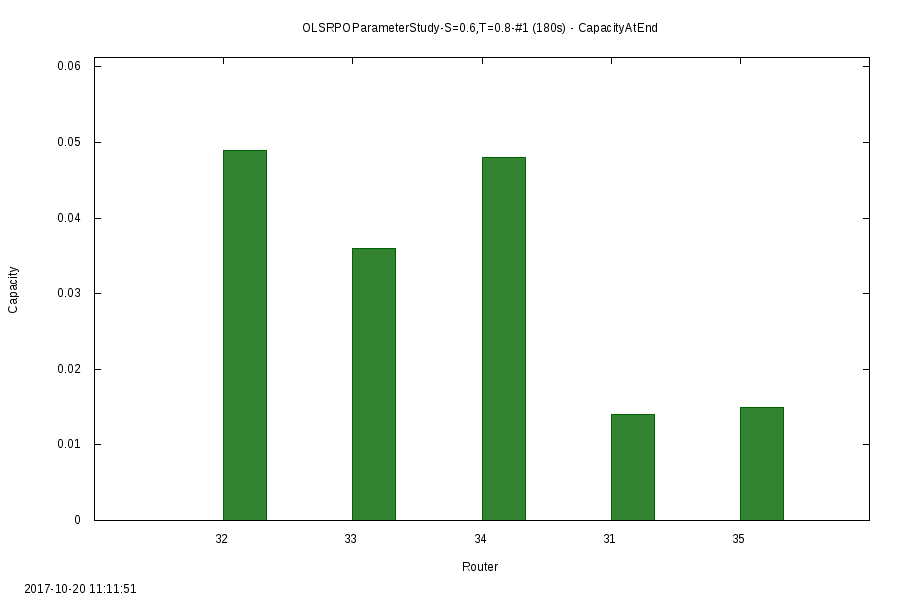 OLSRPOParameterStudy-S=0.6,T=0.8-#1 (180s) - CapacityAtEnd
0.06
0.05
0.04
0.03
0.02
0.01
0
Capacity
32 33 34 31 35
Router
2017-10-20 11:11:51